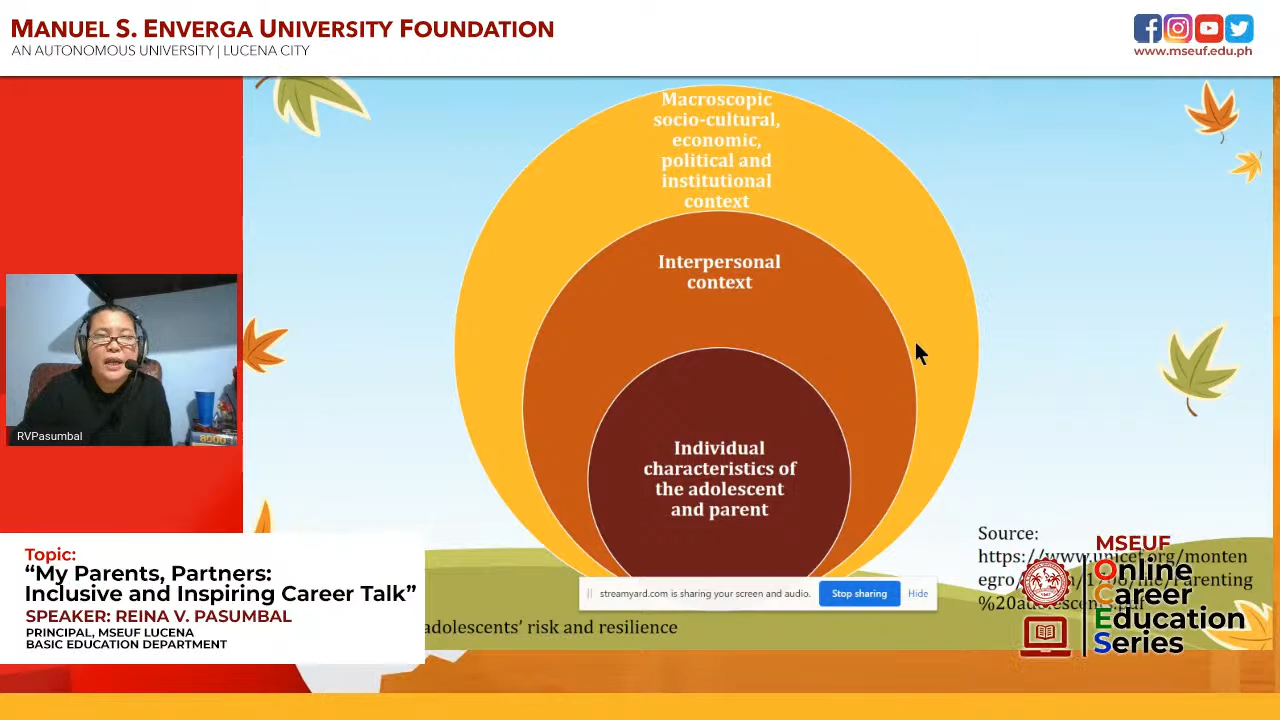 MANUEL S. ENVERGA UNIVERSITY FOUNDATION
AN AUTONOMOUS UNIVERSITY | LUCENA CITY
www.mseuf.edu.ph
Macroscopic
socio-cultural,
economic,
political and
institutional
context
Interpersonal
context
Individual
characteristics of
the adolescent
and parent
RVPasumbal
8000
Source:
https://www.unicef.org/monten
egro/
Parenting
Topic:
“My Parents, Partners:
Inclusive and Inspiring Career Talk”
SPEAKER: REINA V. PASUMBAL
PRINCIPAL, MSEUF LUCENA
BASIC EDUCATION DEPARTMENT
streamyard.com is sharing your screen and audio.
Stop sharing
Hide
adolescents’ risk and resilience
MSEUF
Online
Career
Education
Series